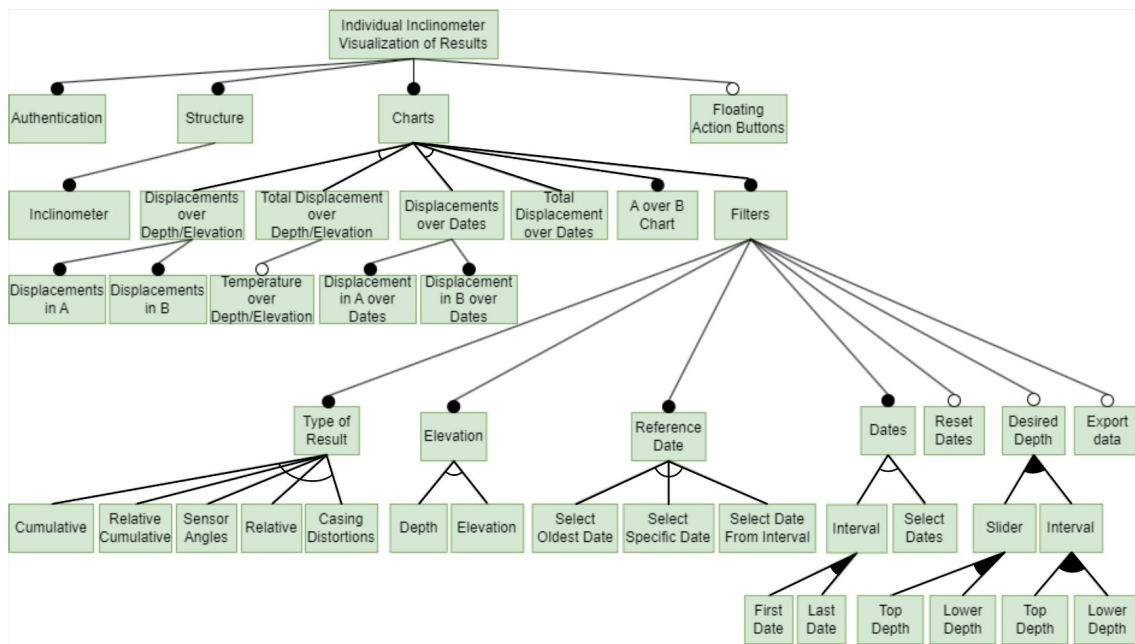 Individual Inclinometer
Visualization of Results
Authentication
Structure
Charts
Floating
Action Buttons
Inclinometer
Displacements
over
Depth/Elevation
Total Displacement
over
Depth/Elevation
Displacements
over Dates
Total
Displacement
over Dates
A over B
Chart
Filters
Displacements
in A
Displacements
in B
Temperature
over
Depth/Elevation
Displacement
in A over
Dates
Displacement
in B over
Dates
Type of
Result
Elevation
Reference
Date
Dates
Reset
Dates
Desired
Depth
Export
data
Cumulative
Relative
Cumulative
Sensor
Angles
Relative
Casing
Distortions
Depth
Elevation
Select
Oldest Date
Select
Specific Date
Select Date
From Interval
Interval
Select
Dates
Slider
Interval
First
Date
Last
Date
Top
Depth
Lower
Depth
Top
Depth
Lower
Depth